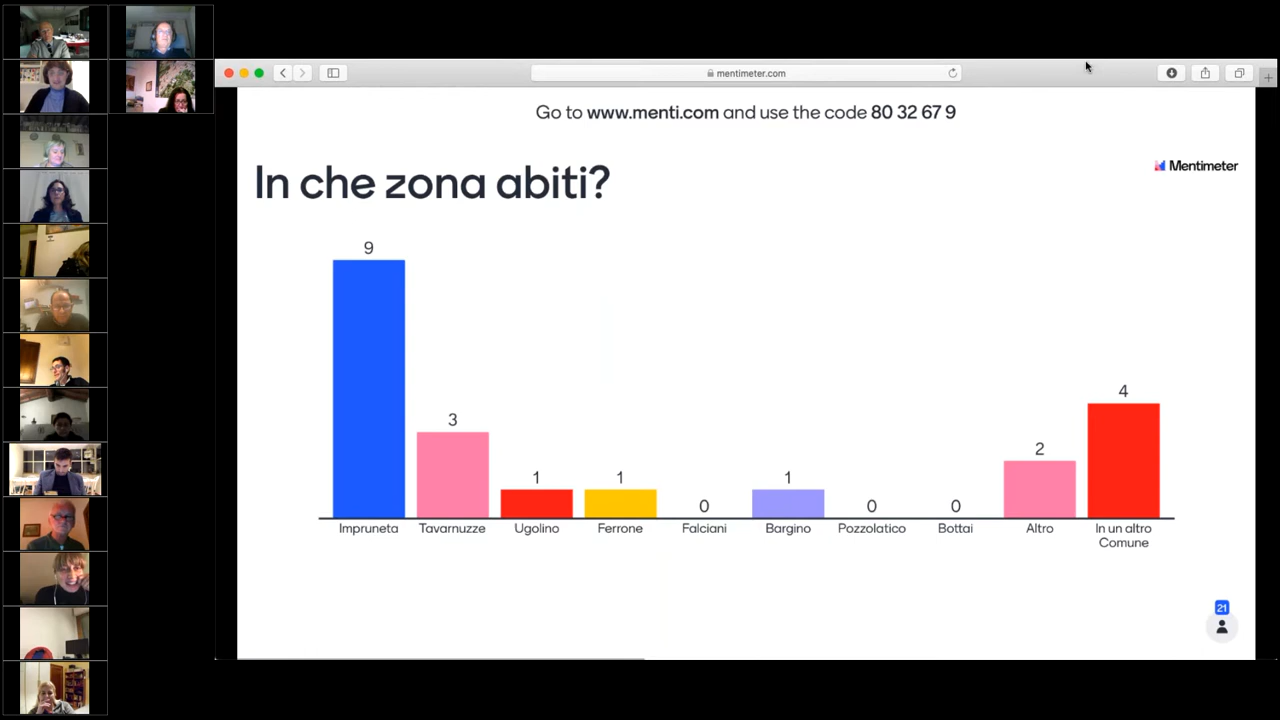 mentimeter.com
Go to www.menti.com and use the code 80 32 67 9
In che zona abiti?
Mentimeter
9
3
1
1
0
1
0
0
2
4
Impruneta
Tavarnuzze
Ugolino
Ferrone
Falciani
Bargino
Pozzolatico
Bottai
Altro
In un altro
Comune
21